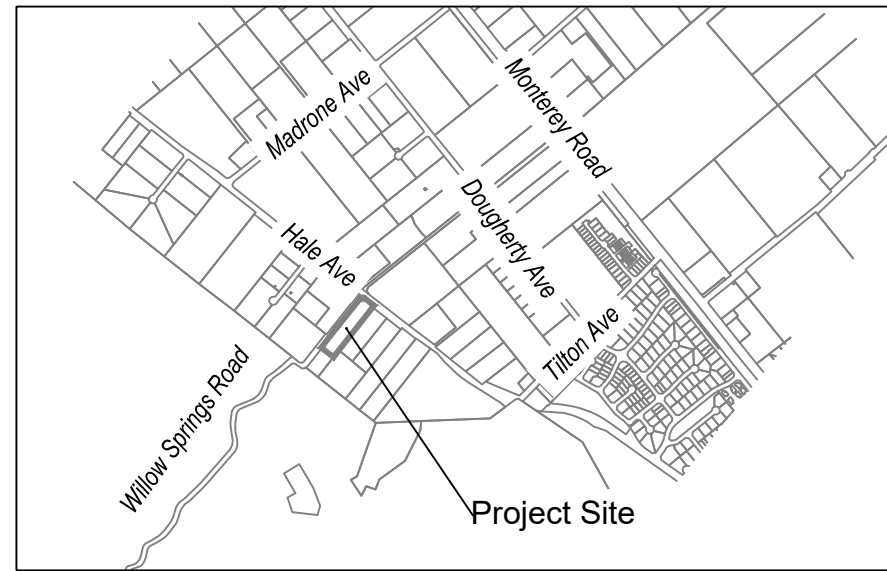 Monterey Road
Madrone Ave
Dougherty Ave
Hale Ave
Tilton Ave
Willow Springs Road
Project Site